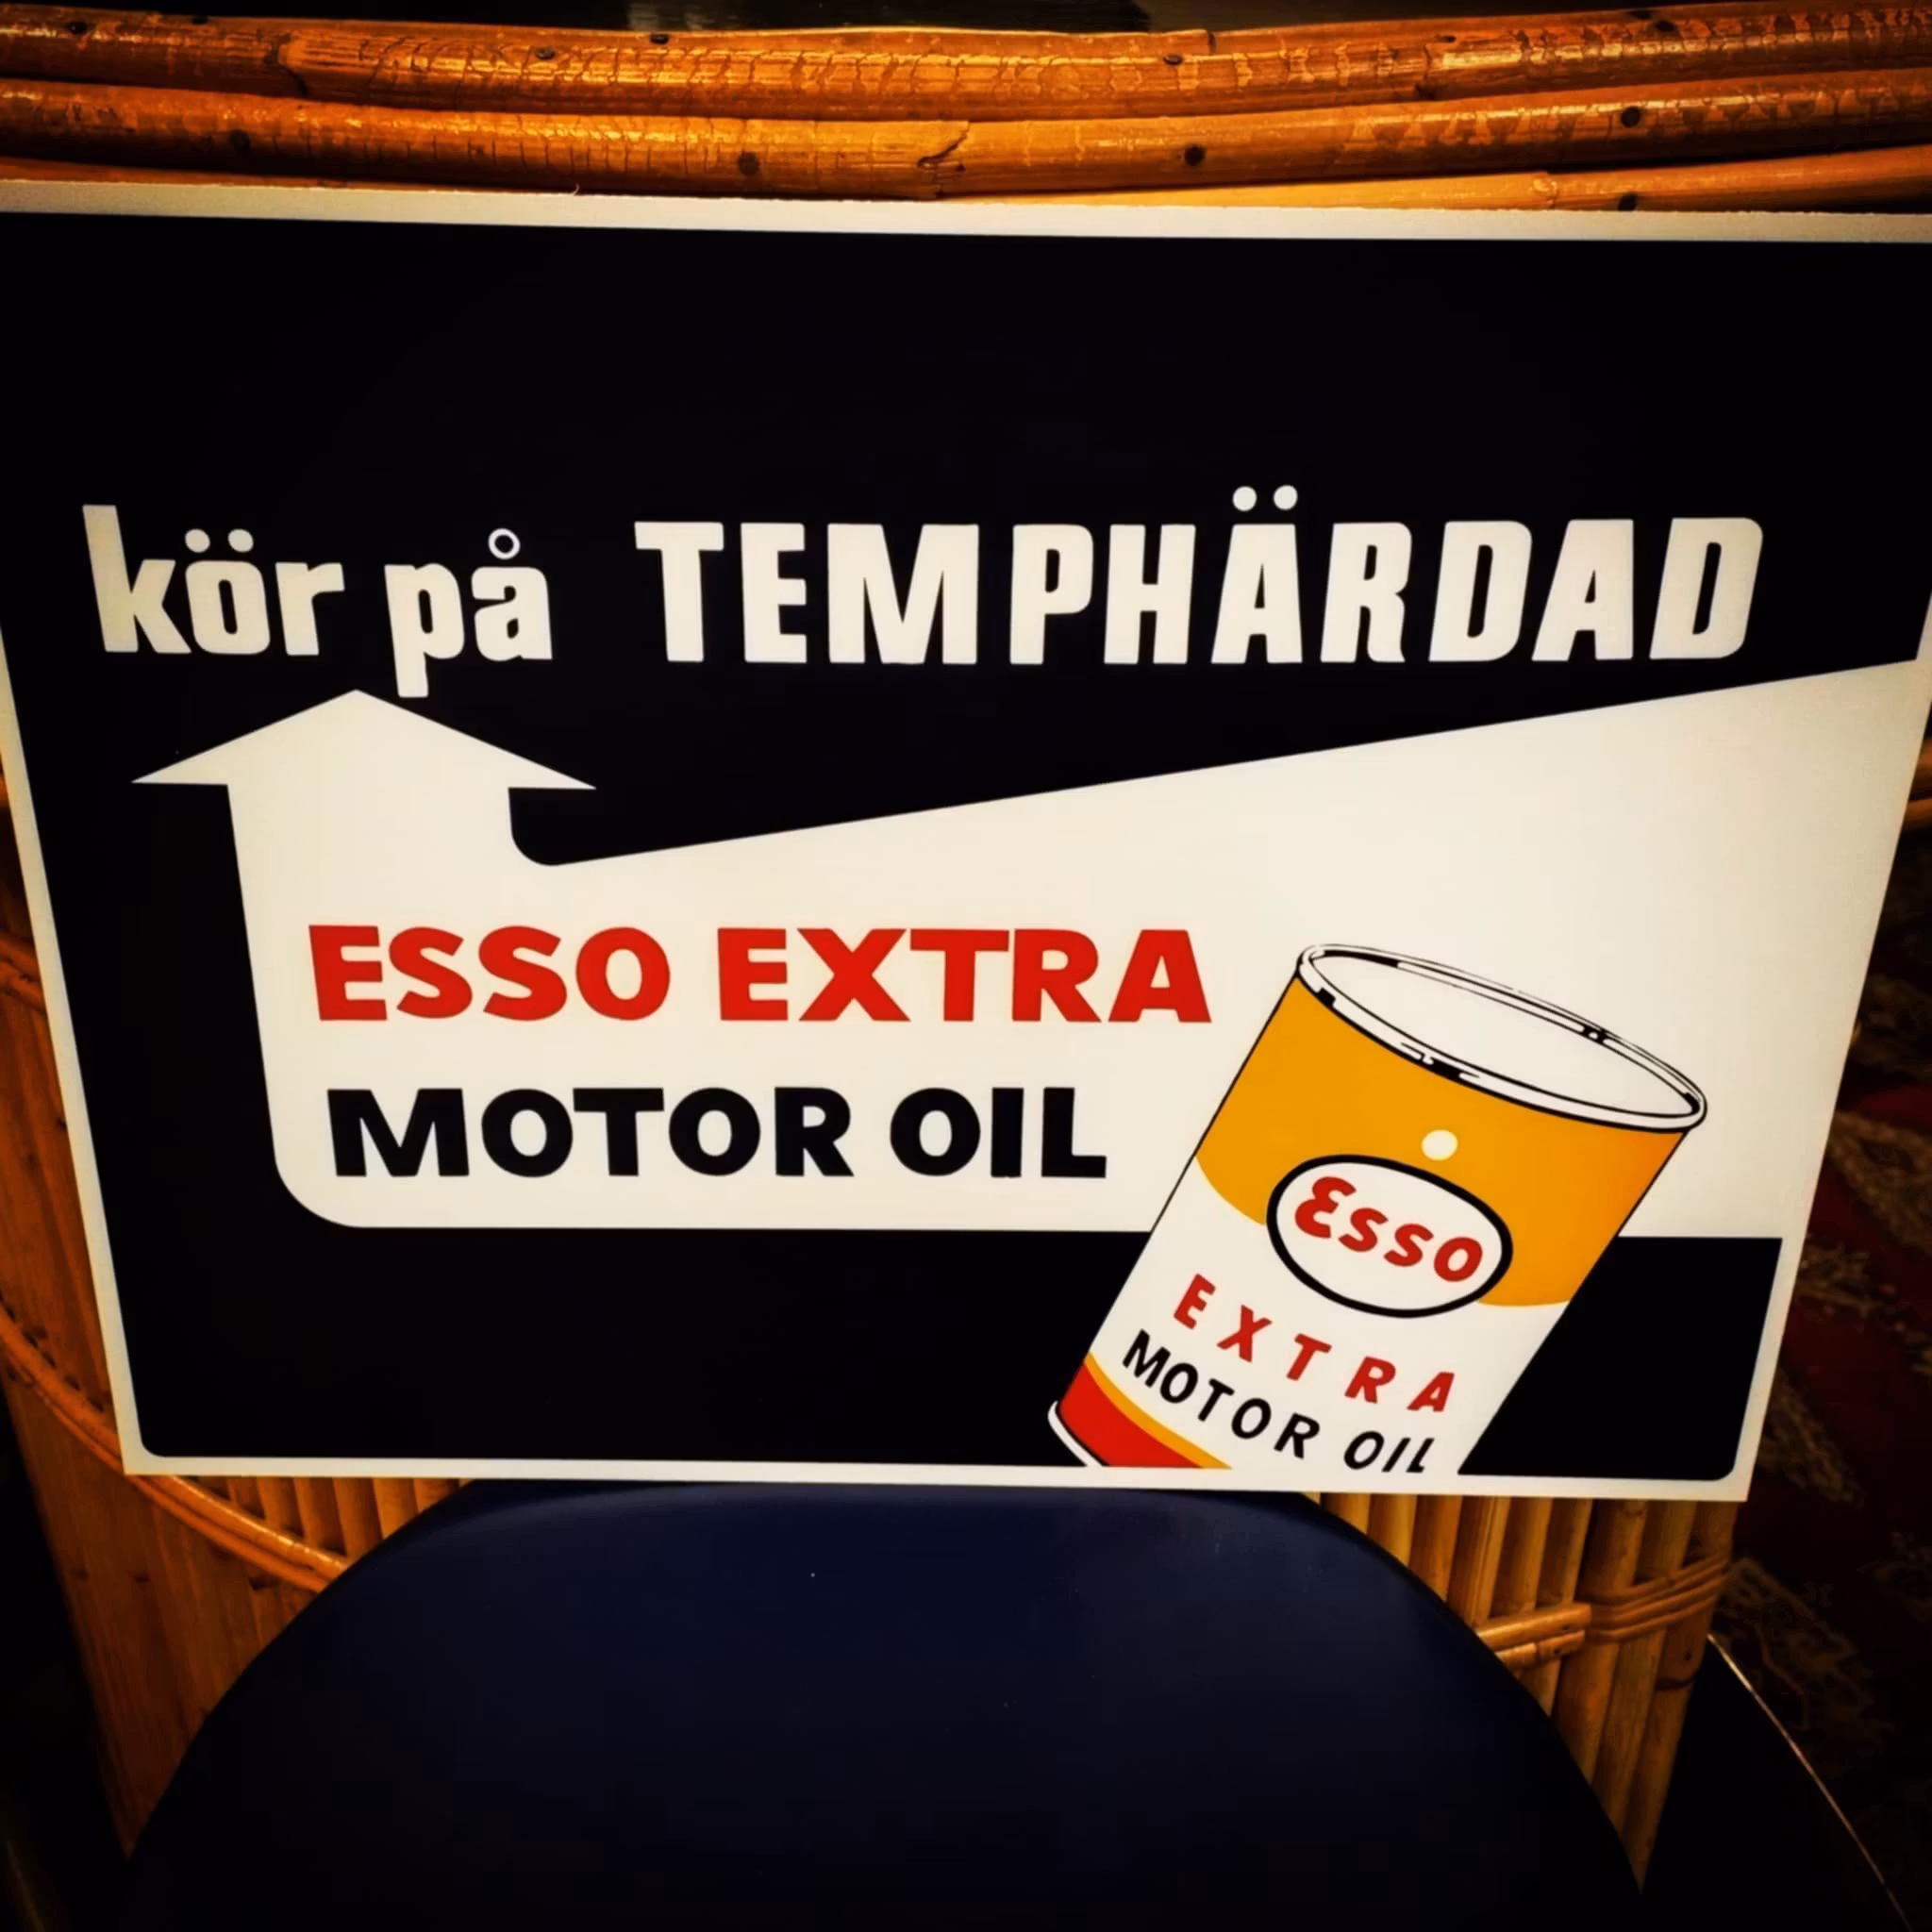 kör på TEMPHÄRDAD
ESSO EXTRA
MOTOR OIL
Esso
EXTRA
MOTOR OIL